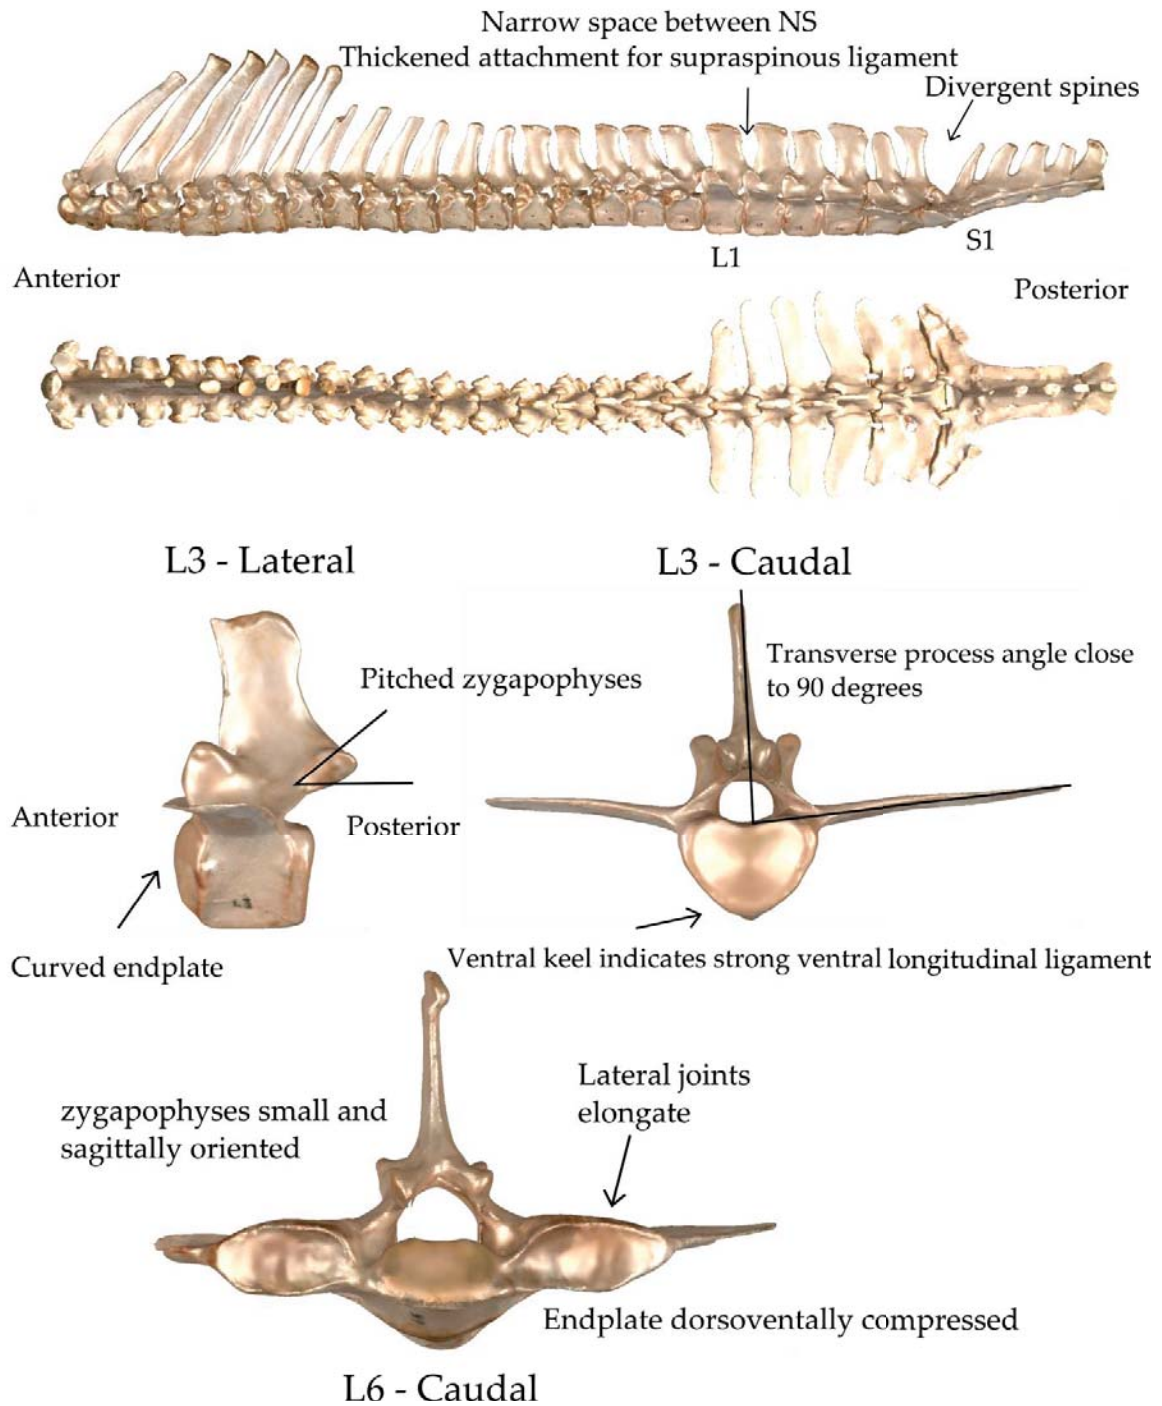 Narrow space between NS
Thickened attachment for supraspinous ligament
Divergent spines
L1
S1
Anterior
Posterior
L3 - Lateral
L3 - Caudal
Pitched zygapophyses
Transverse process angle close
to 90 degrees
Anterior
Posterior
Curved endplate
Ventral keel indicates strong ventral longitudinal ligament
zygapophyses small and
sagittally oriented
Lateral joints
elongate
Endplate dorsoventally compressed
L6 - Caudal